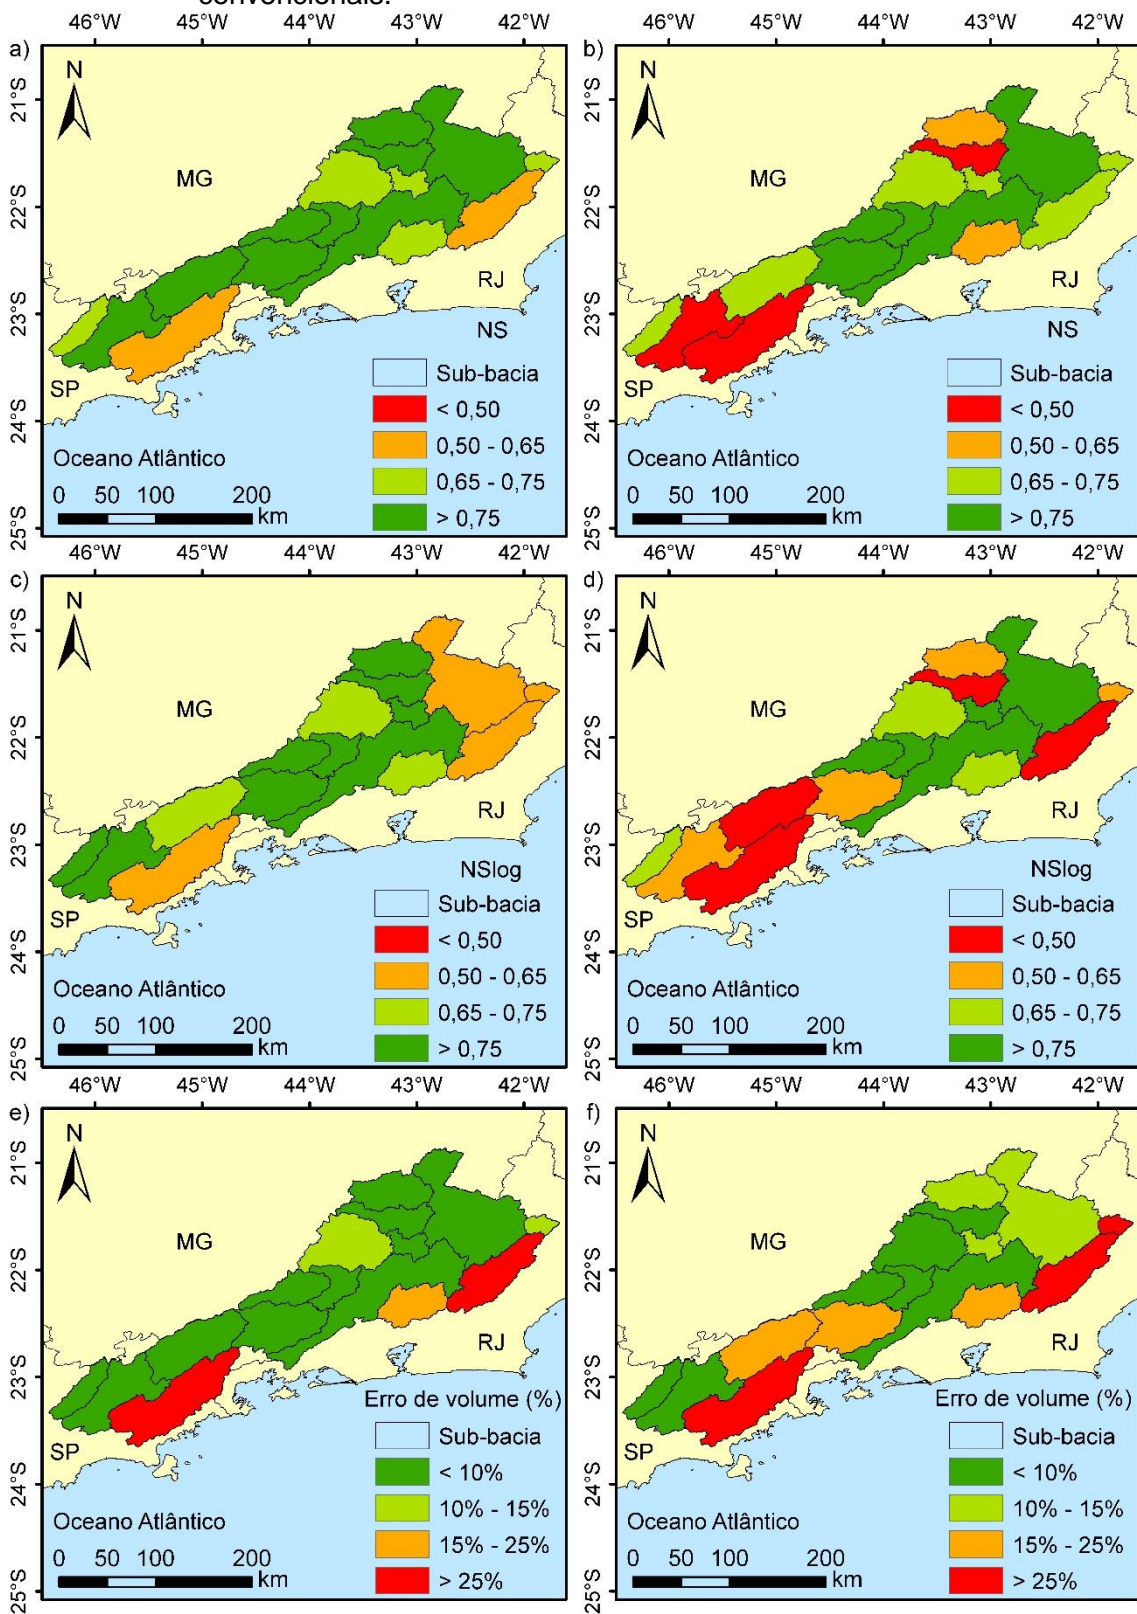 convencionais.
46°W 45°W 44°W 43°W 42°W
46°W 45°W 44°W 43°W 42°W
a)
N
21°S
22°S
23°S
24°S
25°S
MG
RJ
SP
NS
Sub-bacia
< 0,50
0,50 - 0,65
0,65 - 0,75
> 0,75
Oceano Atlântico
0 50 100 200
km
b)
N
21°S
22°S
23°S
24°S
25°S
MG
RJ
SP
NS
Sub-bacia
< 0,50
0,50 - 0,65
0,65 - 0,75
> 0,75
Oceano Atlântico
0 50 100 200
km
46°W 45°W 44°W 43°W 42°W
46°W 45°W 44°W 43°W 42°W
c)
N
21°S
22°S
23°S
24°S
25°S
MG
RJ
SP
NSlog
Sub-bacia
< 0,50
0,50 - 0,65
0,65 - 0,75
> 0,75
Oceano Atlântico
0 50 100 200
km
d)
N
21°S
22°S
23°S
24°S
25°S
MG
RJ
SP
NSlog
Sub-bacia
< 0,50
0,50 - 0,65
0,65 - 0,75
> 0,75
Oceano Atlântico
0 50 100 200
km
46°W 45°W 44°W 43°W 42°W
46°W 45°W 44°W 43°W 42°W
e)
N
21°S
22°S
23°S
24°S
25°S
MG
RJ
SP
Erro de volume (%)
Sub-bacia
< 10%
10% - 15%
15% - 25%
> 25%
Oceano Atlântico
0 50 100 200
km
f)
N
21°S
22°S
23°S
24°S
25°S
MG
RJ
SP
Erro de volume (%)
Sub-bacia
< 10%
10% - 15%
15% - 25%
> 25%
Oceano Atlântico
0 50 100 200
km